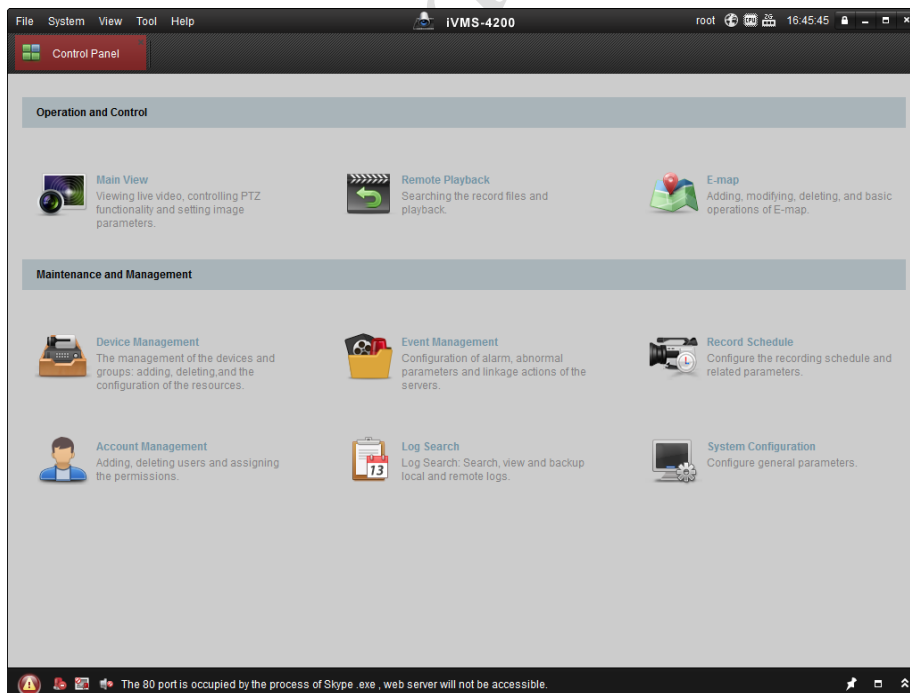 File System View Tool Help iVMS-4200 root CPU 2G 16:45:45
Control Panel
Operation and Control
Main View
Viewing live video, controlling PTZ
functionality and setting image
parameters.
Remote Playback
Searching the record files and
playback.
E-map
Adding, modifying, deleting, and basic
operations of E-map.
Maintenance and Management
Device Management
The management of the devices and
groups: adding, deleting,and the
configuration of the resources.
Event Management
Configuration of alarm, abnormal
parameters and linkage actions of the
servers.
Record Schedule
Configure the recording schedule and
related parameters.
Account Management
Adding, deleting users and assigning
the permissions.
13
Log Search
Log Search: Search, view and backup
local and remote logs.
System Configuration
Configure general parameters.
The 80 port is occupied by the process of Skype .exe , web server will not be accessible.